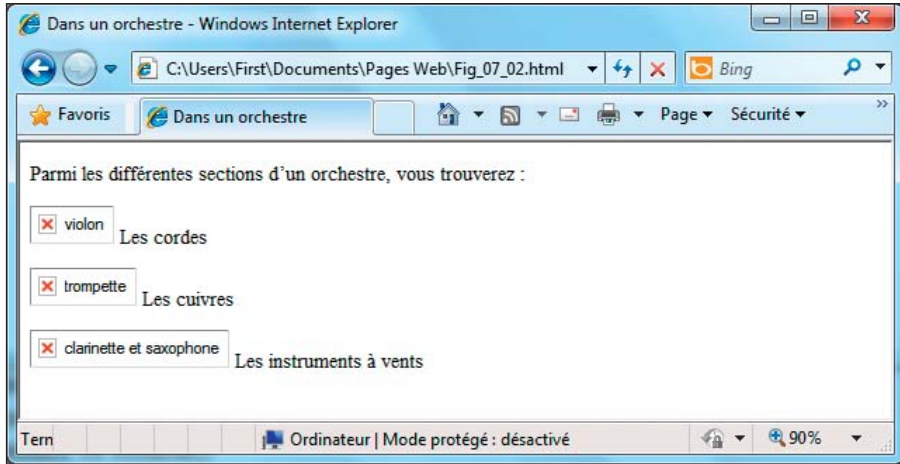 Dans un orchestre - Windows Internet Explorer
C:\Users\First\Documents\Pages Web\Fig_07_02.html
Bing
Favoris
Dans un orchestre
Page
Sécurité
Parmi les différentes sections d’un orchestre, vous trouverez :
violon Les cordes
trompette Les cuivres
clarinette et saxophone Les instruments à vents
Tern
Ordinateur | Mode protégé : désactivé
90%